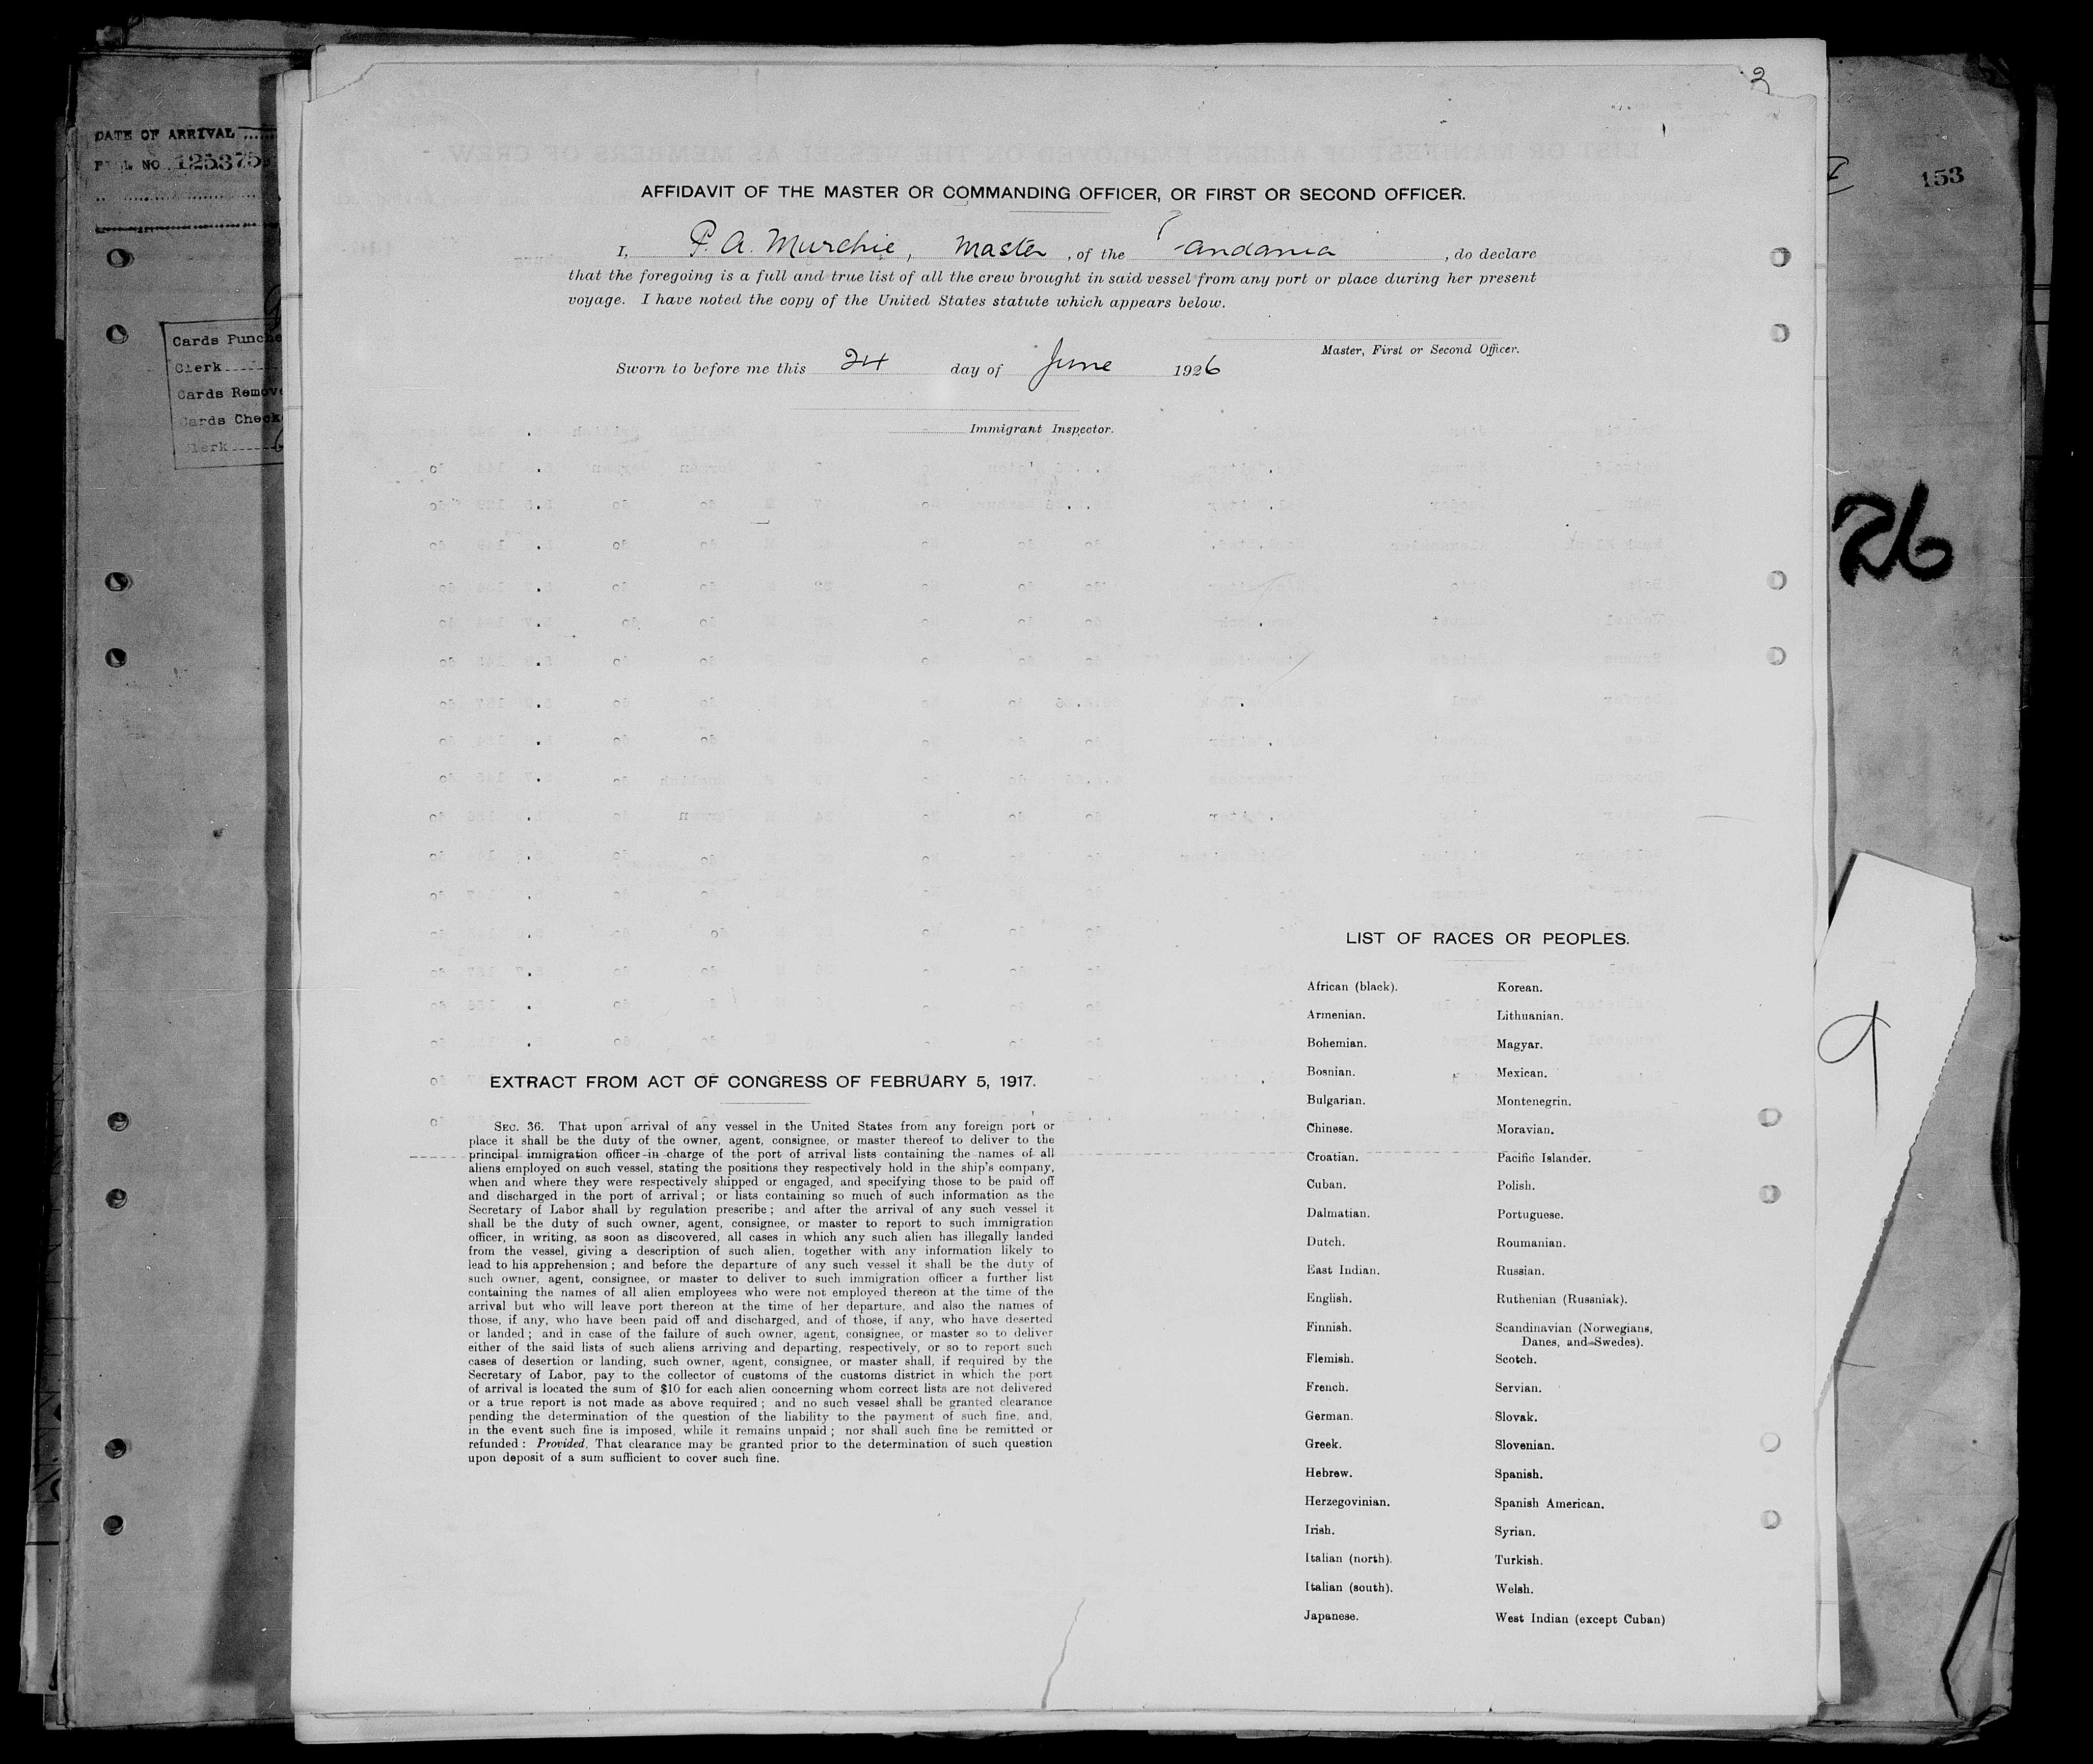 2
DATE OF ARRIVAL
NO. 125375
153
26
Cards Punche
Clerk
Cards Remov
Cards Check
Clerk
AFFIDAVIT OF THE MASTER OR COMMANDING OFFICER, OR FIRST OR SECOND OFFICER.
I, P. A. Murchie, Master, of the Andania, do declare
that the foregoing is a full and true list of all the crew brought in said vessel from any port or place during her present
voyage. I have noted the copy of the United States statute which appears below.
Master, First or Second Officer.
Sworn to before me this 24 day of June 1926
Immigrant Inspector.
EXTRACT FROM ACT OF CONGRESS OF FEBRUARY 5, 1917.
SEC. 36. That upon arrival of any vessel in the United States from any foreign port or
place it shall be the duty of the owner, agent, consignee, or master thereof to deliver to the
principal immigration officer in charge of the port of arrival lists containing the names of all
aliens employed on such vessel, stating the positions they respectively hold in the ship's company,
when and where they were respectively shipped or engaged, and specifying those to be paid off
and discharged in the port of arrival; or lists containing so much of such information as the
Secretary of Labor shall by regulation prescribe; and after the arrival of any such vessel it
shall be the duty of such owner, agent, consignee, or master to report to such immigration
officer, in writing, as soon as discovered, all cases in which any such alien has illegally landed
from the vessel, giving a description of such alien, together with any information likely to
lead to his apprehension; and before the departure of any such vessel it shall be the duty of
such owner, agent, consignee, or master to deliver to such immigration officer a further list
containing the names of all alien employees who were not employed thereon at the time of the
arrival but who will leave port thereon at the time of her departure, and also the names of
those, if any, who have been paid off and discharged, and of those, if any, who have deserted
or landed; and in case of the failure of such owner, agent, consignee, or master so to deliver
either of the said lists of such aliens arriving and departing, respectively, or so to report such
cases of desertion or landing, such owner, agent, consignee, or master shall, if required by the
Secretary of Labor, pay to the collector of customs of the customs district in which the port
of arrival is located the sum of $10 for each alien concerning whom correct lists are not delivered
or a true report is not made as above required; and no such vessel shall be granted clearance
pending the determination of the question of the liability to the payment of such fine, and,
in the event such fine is imposed, while it remains unpaid; nor shall such fine be remitted or
refunded: Provided, That clearance may be granted prior to the determination of such question
upon deposit of a sum sufficient to cover such fine.
LIST OF RACES OR PEOPLES.
African (black).
Armenian.
Bohemian.
Bosnian.
Bulgarian.
Chinese.
Croatian.
Cuban.
Dalmatian.
Dutch.
East Indian.
English.
Finnish.
Flemish.
French.
German.
Greek.
Hebrew.
Herzegovinian.
Irish.
Italian (north).
Italian (south).
Japanese.
Korean.
Lithuanian.
Magyar.
Mexican.
Montenegrin.
Moravian.
Pacific Islander.
Polish.
Portuguese.
Roumanian.
Russian.
Ruthenian (Russniak).
Scandinavian (Norwegians,
Danes, and Swedes).
Scotch.
Servian.
Slovak.
Slovenian.
Spanish.
Spanish American.
Syrian.
Turkish.
Welsh.
West Indian (except Cuban)